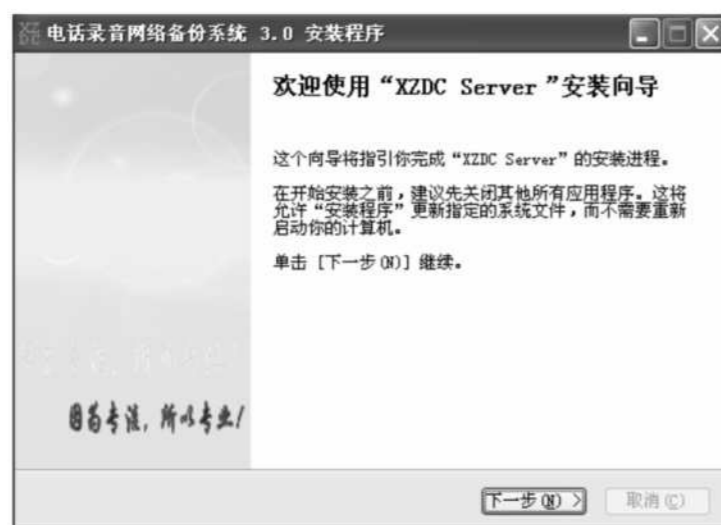 电话录音网络备份系统 3.0 安装程序
欢迎使用“XZDC Server”安装向导
这个向导将指引你完成“XZDC Server”的安装进程。
在开始安装之前，建议先关闭其他所有应用程序。这将
允许“安装程序”更新指定的系统文件，而不需要重新
启动你的计算机。
单击 [下一步(N)] 继续。
因为专注，所以专业！
下一步(N) >
取消(C)